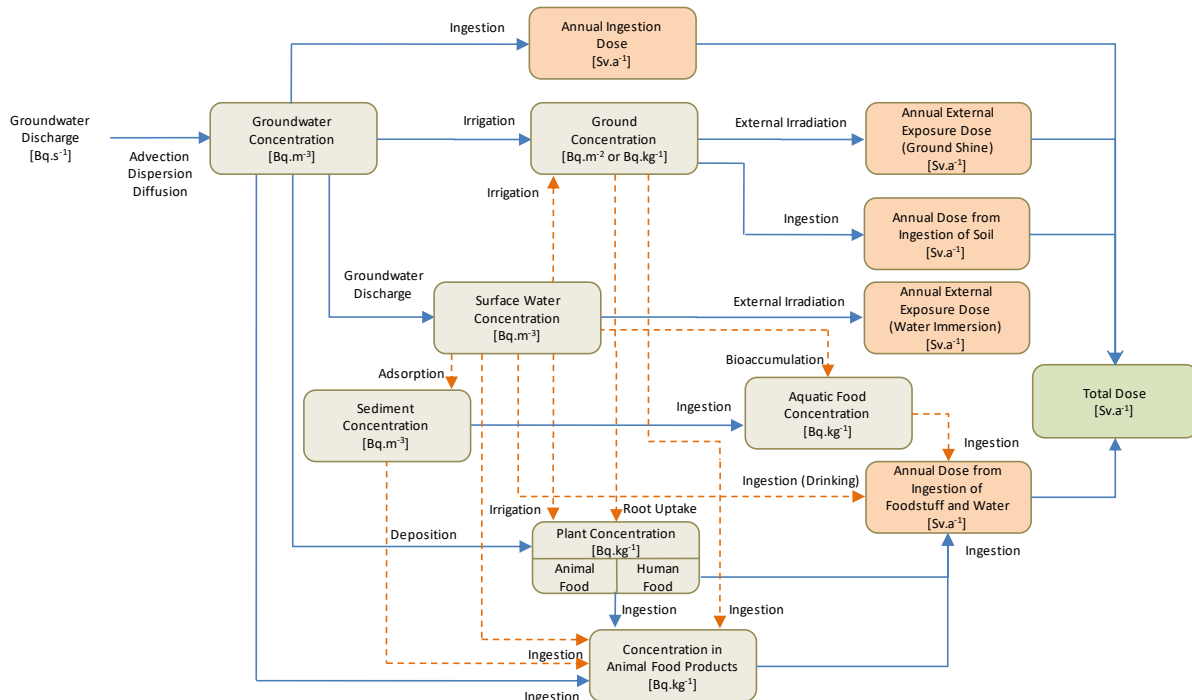 Ingestion
Annual Ingestion
Dose
[Sv.a⁻¹]
Groundwater
Discharge
[Bq.s⁻¹]
Advection
Dispersion
Diffusion
Groundwater
Concentration
[Bq.m⁻³]
Irrigation
Ground
Concentration
[Bq.m⁻² or Bq.kg⁻¹]
External Irradiation
Annual External
Exposure Dose
(Ground Shine)
[Sv.a⁻¹]
Irrigation
Ingestion
Annual Dose from
Ingestion of Soil
[Sv.a⁻¹]
Groundwater
Discharge
Surface Water
Concentration
[Bq.m⁻³]
External Irradiation
Annual External
Exposure Dose
(Water Immersion)
[Sv.a⁻¹]
Adsorption
Bioaccumulation
Sediment
Concentration
[Bq.m⁻³]
Ingestion
Aquatic Food
Concentration
[Bq.kg⁻¹]
Total Dose
[Sv.a⁻¹]
Ingestion
Ingestion (Drinking)
Annual Dose from
Ingestion of
Foodstuff and Water
[Sv.a⁻¹]
Irrigation
Root Uptake
Deposition
Plant Concentration
[Bq.kg⁻¹]
Animal
Food
Human
Food
Ingestion
Ingestion
Ingestion
Ingestion
Concentration in
Animal Food Products
[Bq.kg⁻¹]
Ingestion